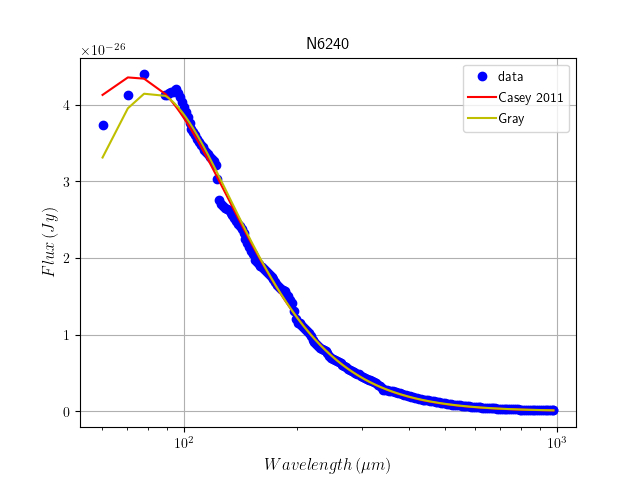 N6240
×10⁻²⁶
data
Casey 2011
Gray
4
3
2
1
0
Flux (Jy)
10²
10³
Wavelength (μm)